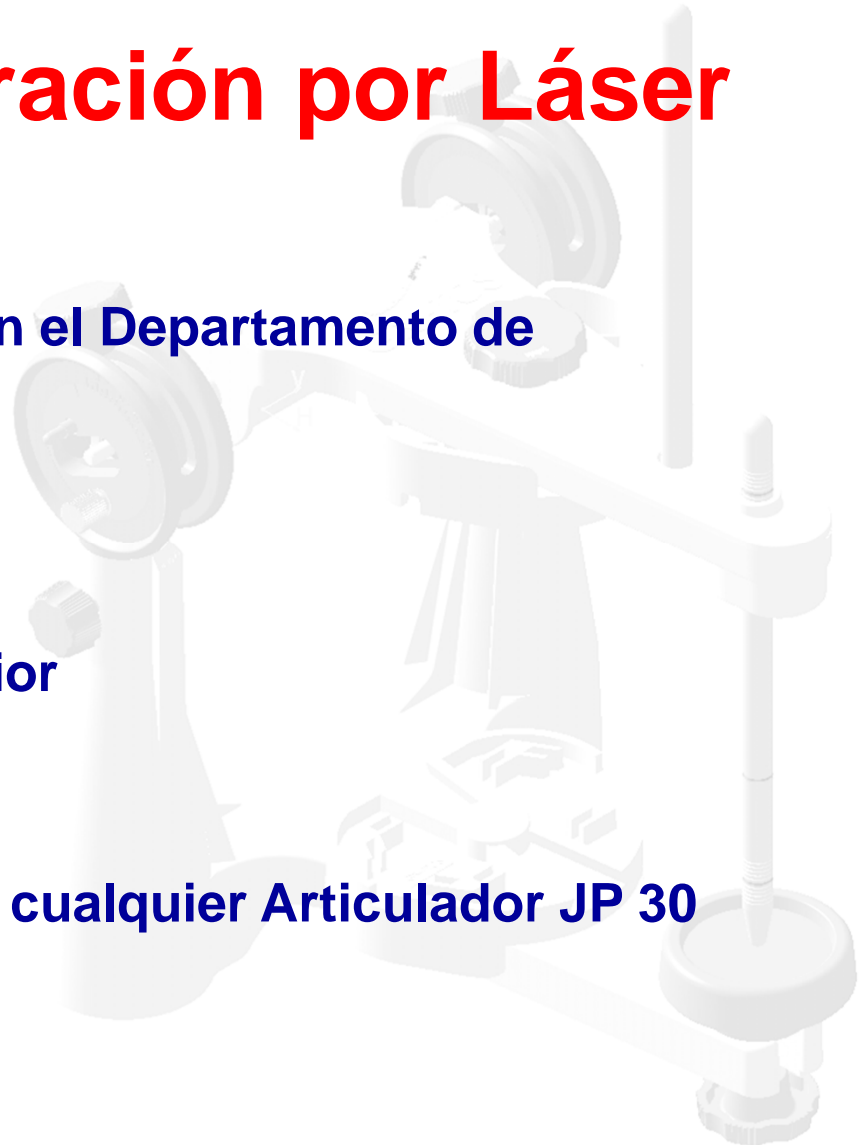 ración por Láser
n el Departamento de
ior
cualquier Articulador JP 30